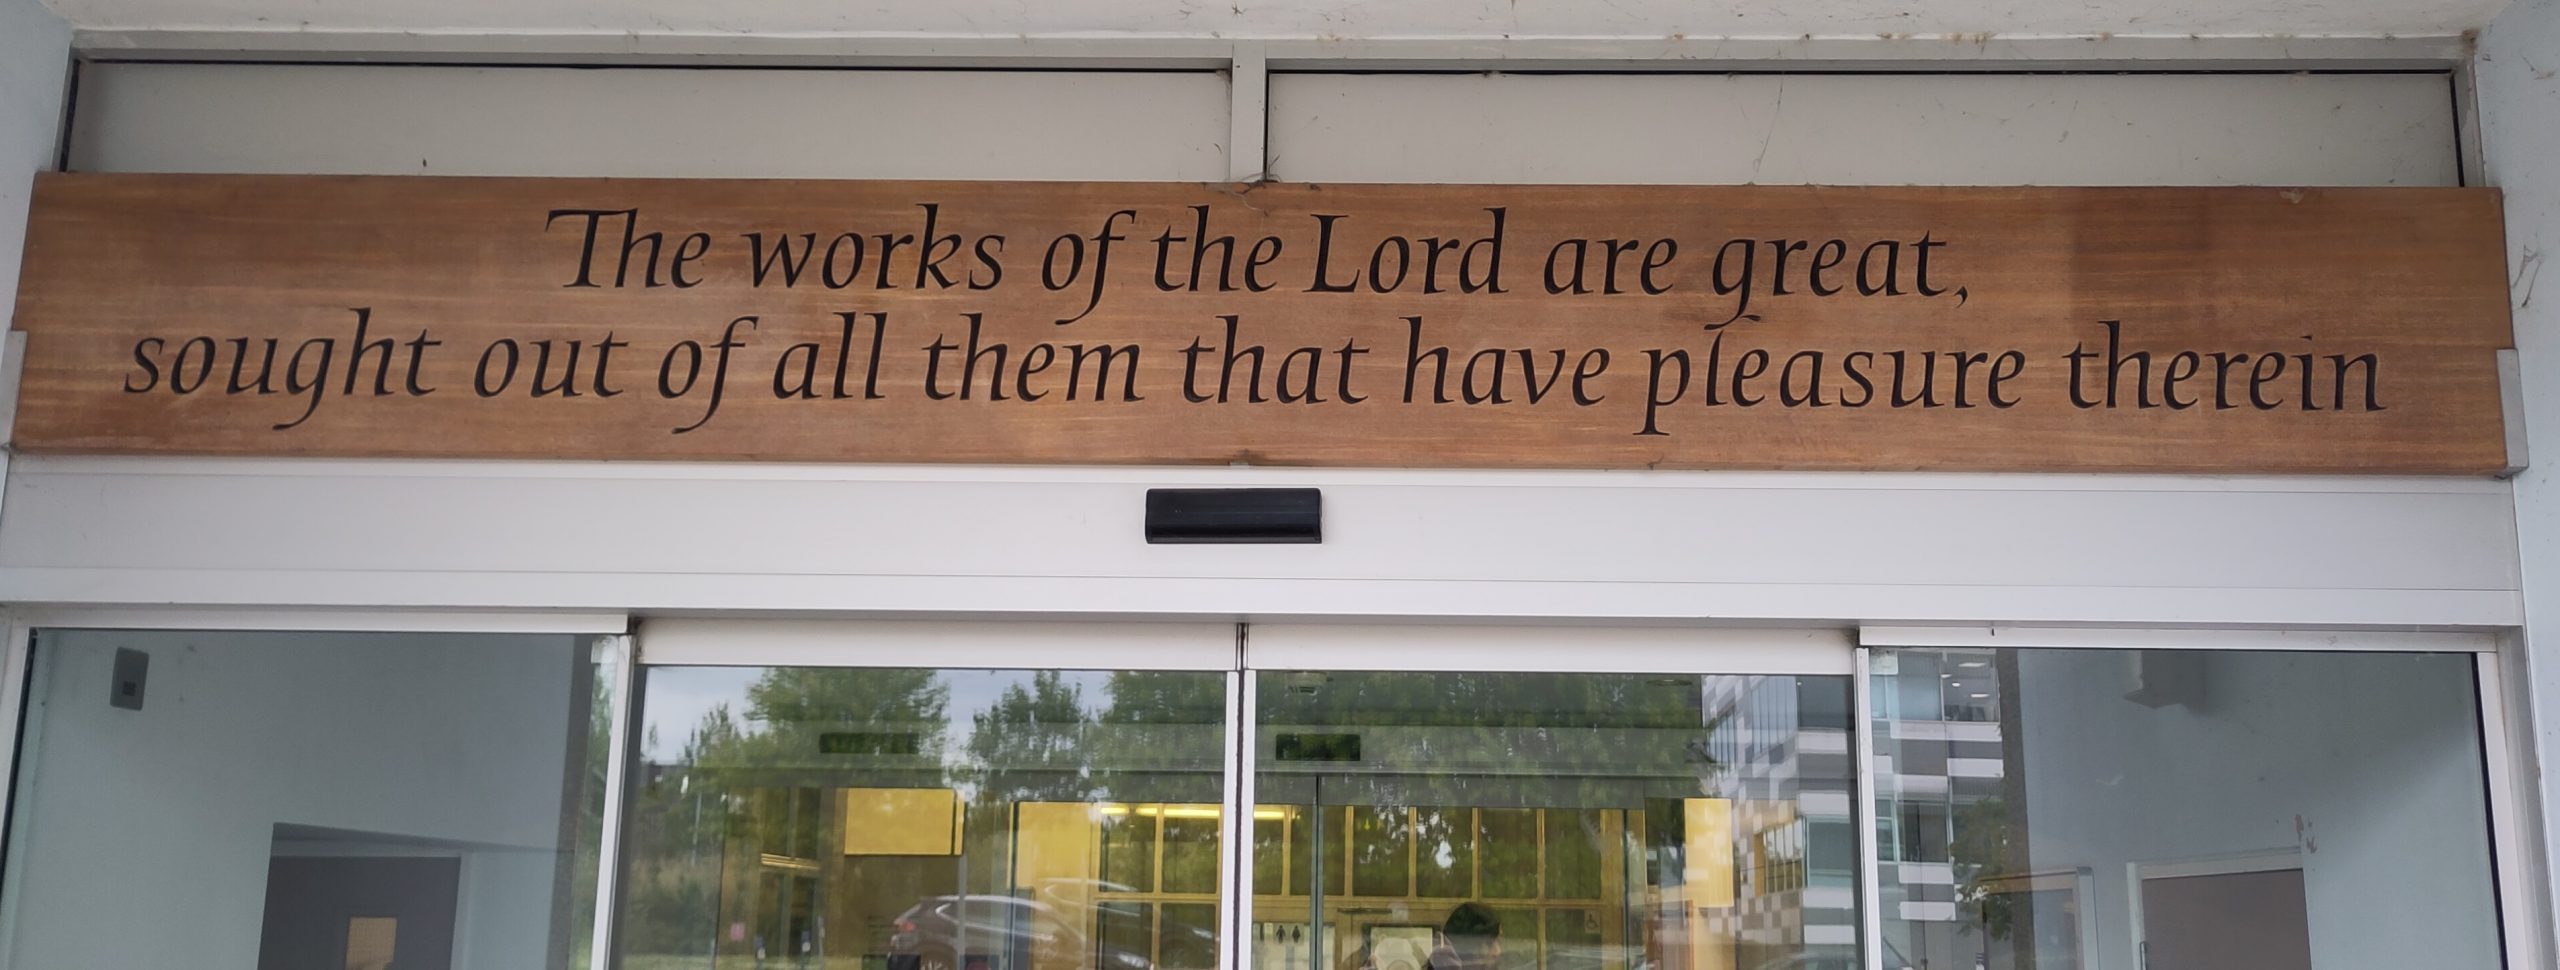 The works of the Lord are great,
sought out of all them that have pleasure therein